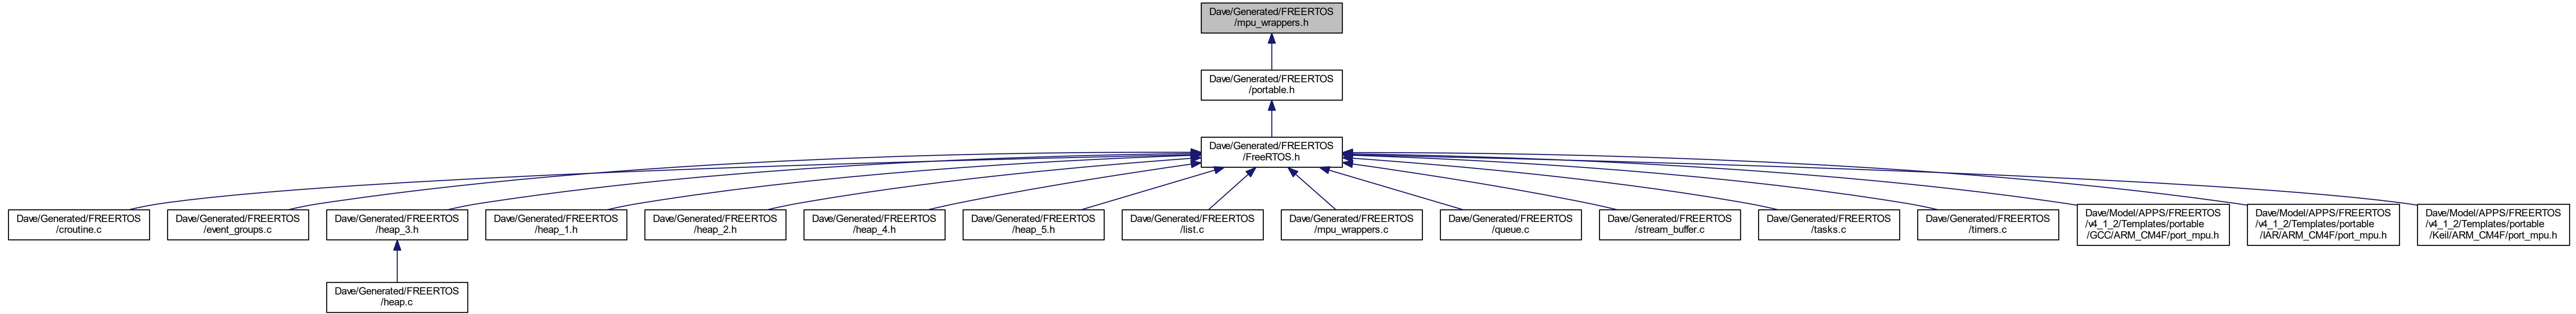 Dave/Generated/FREERTOS
/mpu_wrappers.h
Dave/Generated/FREERTOS
/portable.h
Dave/Generated/FREERTOS
/FreeRTOS.h
Dave/Generated/FREERTOS
/croutine.c
Dave/Generated/FREERTOS
/event_groups.c
Dave/Generated/FREERTOS
/heap_3.h
Dave/Generated/FREERTOS
/heap_1.h
Dave/Generated/FREERTOS
/heap_2.h
Dave/Generated/FREERTOS
/heap_4.h
Dave/Generated/FREERTOS
/heap_5.h
Dave/Generated/FREERTOS
/list.c
Dave/Generated/FREERTOS
/mpu_wrappers.c
Dave/Generated/FREERTOS
/queue.c
Dave/Generated/FREERTOS
/stream_buffer.c
Dave/Generated/FREERTOS
/tasks.c
Dave/Generated/FREERTOS
/timers.c
Dave/Model/APPS/FREERTOS
/v4_1_2/Templates/portable
/GCC/ARM_CM4F/port_mpu.h
Dave/Model/APPS/FREERTOS
/v4_1_2/Templates/portable
/IAR/ARM_CM4F/port_mpu.h
Dave/Model/APPS/FREERTOS
/v4_1_2/Templates/portable
/Keil/ARM_CM4F/port_mpu.h
Dave/Generated/FREERTOS
/heap.c